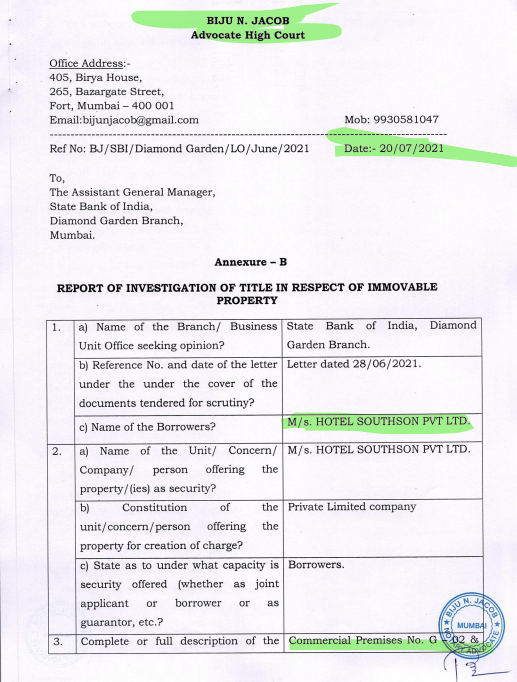 BIJU N. JACOB
Advocate High Court
Office Address:-
405, Birya House,
265, Bazargate Street,
Fort, Mumbai – 400 001
Email:bijunjacob@gmail.com Mob: 9930581047
Ref No: BJ/SBI/Diamond Garden/LO/June/2021 Date:- 20/07/2021
To,
The Assistant General Manager,
State Bank of India,
Diamond Garden Branch,
Mumbai.
Annexure – B
REPORT OF INVESTIGATION OF TITLE IN RESPECT OF IMMOVABLE
PROPERTY
1. a) Name of the Branch/ Business State Bank of India, Diamond
Unit Office seeking opinion? Garden Branch.
b) Reference No. and date of the letter Letter dated 28/06/2021.
under the under the cover of the
documents tendered for scrutiny?
c) Name of the Borrowers? M/s. HOTEL SOUTHSON PVT LTD.
2. a) Name of the Unit/ Concern/ M/s. HOTEL SOUTHSON PVT LTD.
Company/ person offering the
property/(ies) as security?
b) Constitution of the Private Limited company
unit/concern/person offering the
property for creation of charge?
c) State as to under what capacity is Borrowers.
security offered (whether as joint
applicant or borrower or as
guarantor, etc.?
3. Complete or full description of the Commercial Premises No. G – 02 &
BIJU N. JACOB
MUMBAI
ADVOCATE